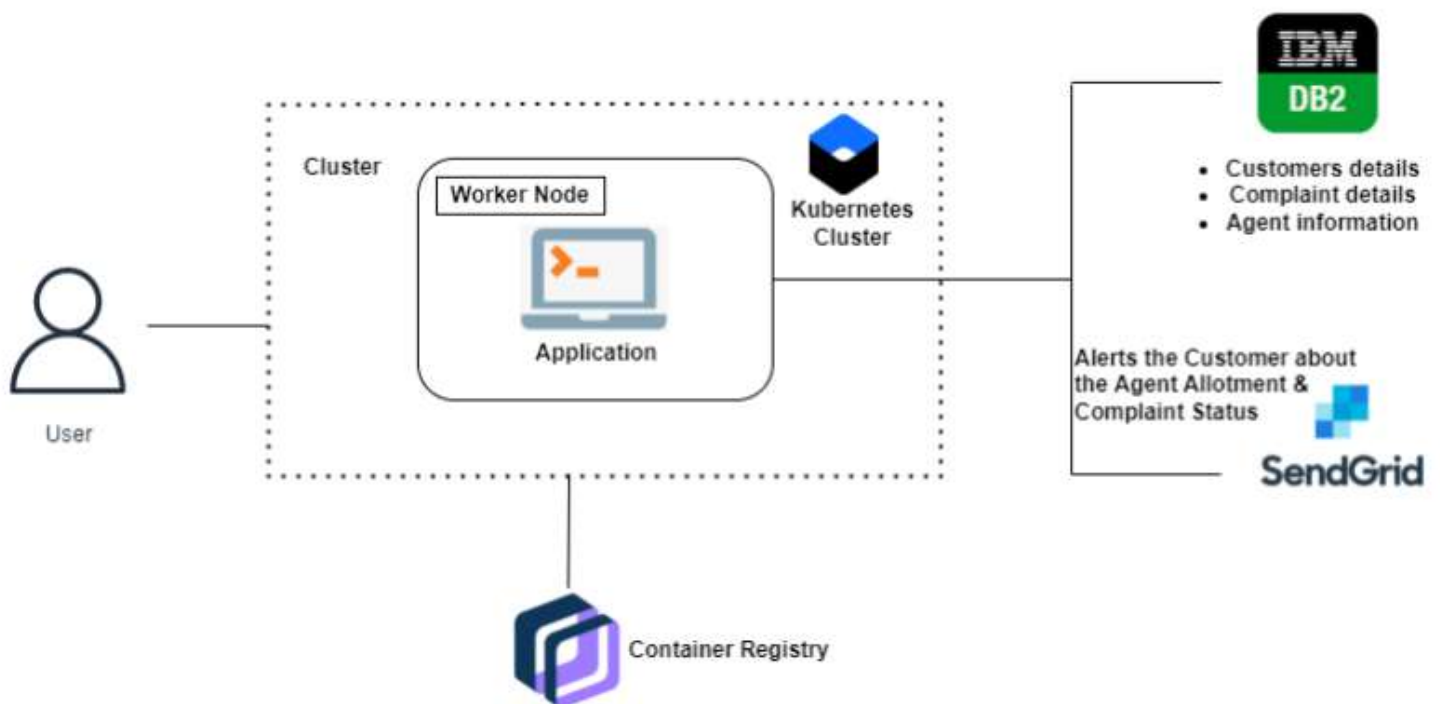 IBM
DB2
• Customers details
• Complaint details
• Agent information
Cluster
Worker Node
Kubernetes
Cluster
Application
User
Alerts the Customer about
the Agent Allotment &
Complaint Status
SendGrid
Container Registry